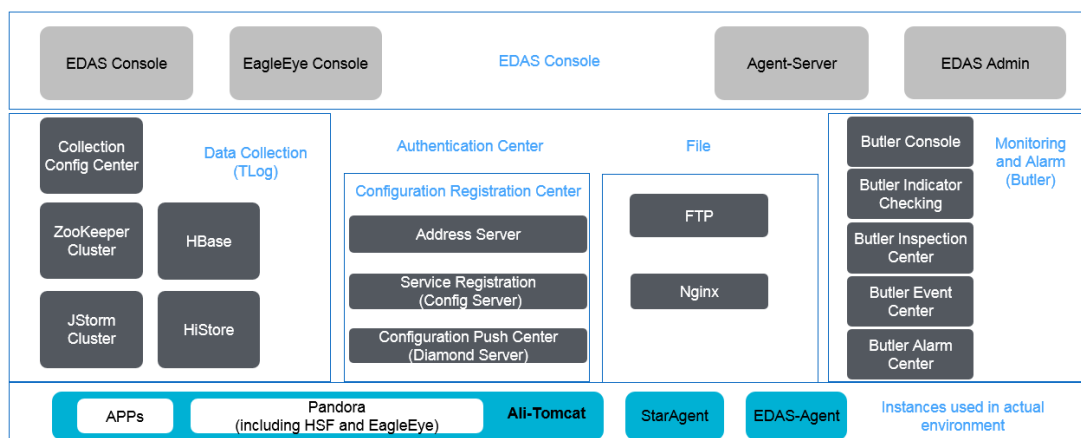 EDAS Console
EagleEye Console
EDAS Console
Agent-Server
EDAS Admin
Collection
Config Center
Data Collection
(TLog)
ZooKeeper
Cluster
HBase
JStorm
Cluster
HiStore
Authentication Center
Configuration Registration Center
Address Server
Service Registration
(Config Server)
Configuration Push Center
(Diamond Server)
File
FTP
Nginx
Butler Console
Monitoring
and Alarm
(Butler)
Butler Indicator
Checking
Butler Inspection
Center
Butler Event
Center
Butler Alarm
Center
APPs
Pandora
(including HSF and EagleEye)
Ali-Tomcat
StarAgent
EDAS-Agent
Instances used in actual
environment